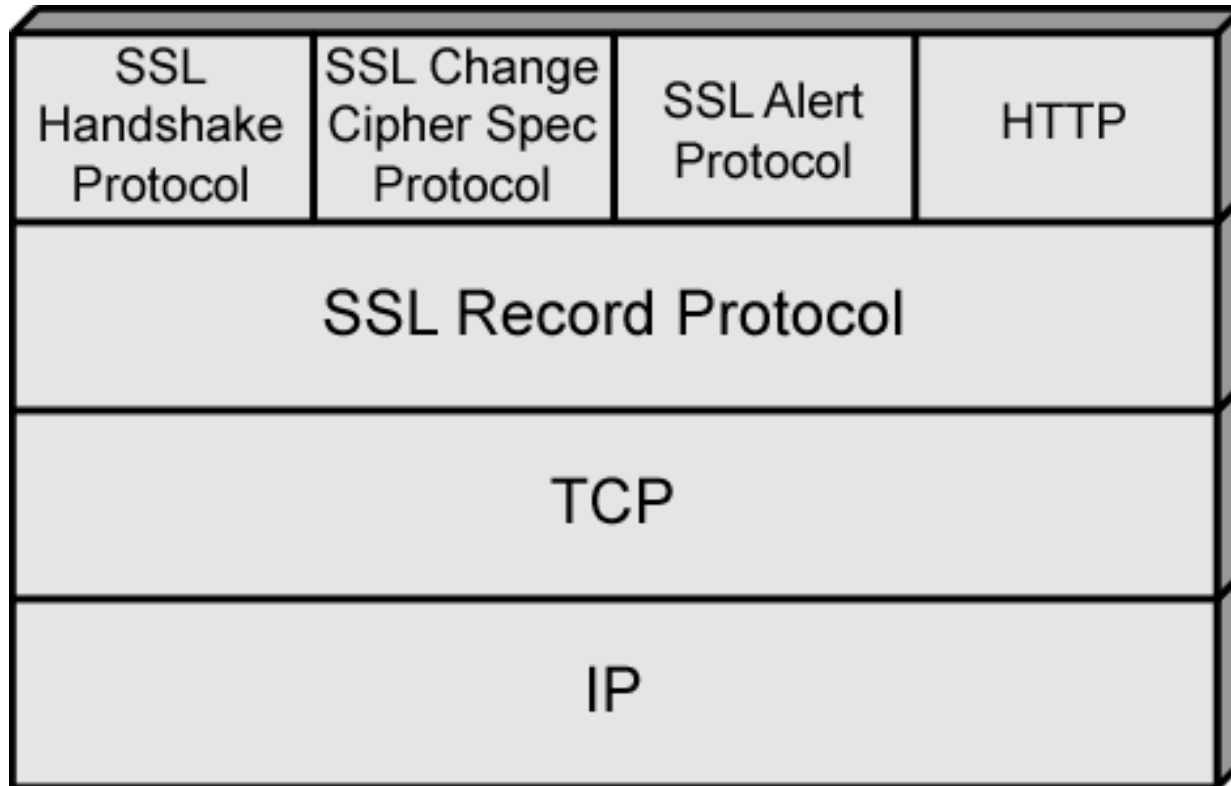 SSL
Handshake
Protocol
SSL Change
Cipher Spec
Protocol
SSL Alert
Protocol
HTTP
SSL Record Protocol
TCP
IP